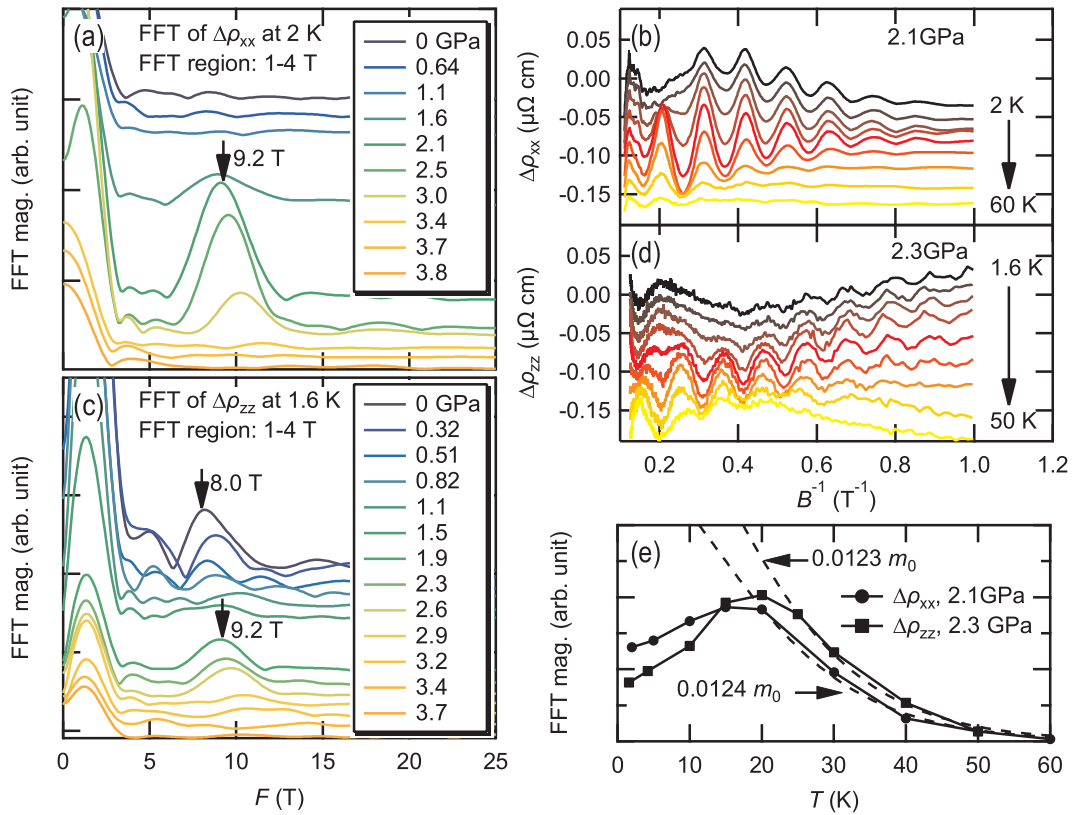 (a)
FFT of Δρxx at 2 K
FFT region: 1-4 T
0 GPa
0.64
1.1
1.6
2.1
2.5
3.0
3.4
3.7
3.8
9.2 T
FFT mag. (arb. unit)
(c)
FFT of Δρzz at 1.6 K
FFT region: 1-4 T
0 GPa
0.32
0.51
0.82
1.1
1.5
1.9
2.3
2.6
2.9
3.2
3.4
3.7
8.0 T
9.2 T
FFT mag. (arb. unit)
0 5 10 15 20 25
F (T)
(b)
2.1GPa
0.05
0.00
-0.05
-0.10
-0.15
Δρxx (μΩ cm)
2 K
60 K
(d)
2.3GPa
0.00
0.05
-0.05
-0.10
-0.15
Δρzz (μΩ cm)
1.6 K
50 K
0.2 0.4 0.6 0.8 1.0 1.2
B⁻¹ (T⁻¹)
(e)
0.0123 m₀
Δρxx, 2.1GPa
Δρzz, 2.3 GPa
0.0124 m₀
FFT mag. (arb. unit)
0 10 20 30 40 50 60
T (K)